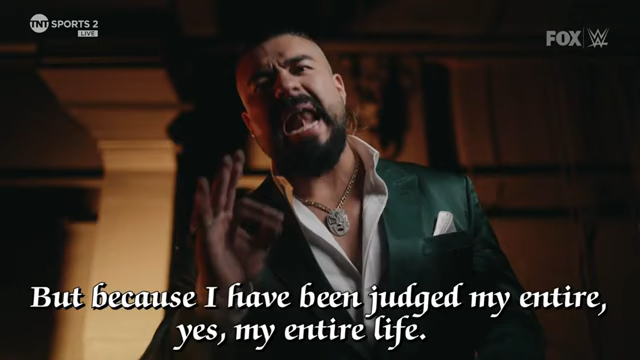 TNT SPORTS 2
LIVE
FOX W
But because I have been judged my entire,
yes, my entire life.